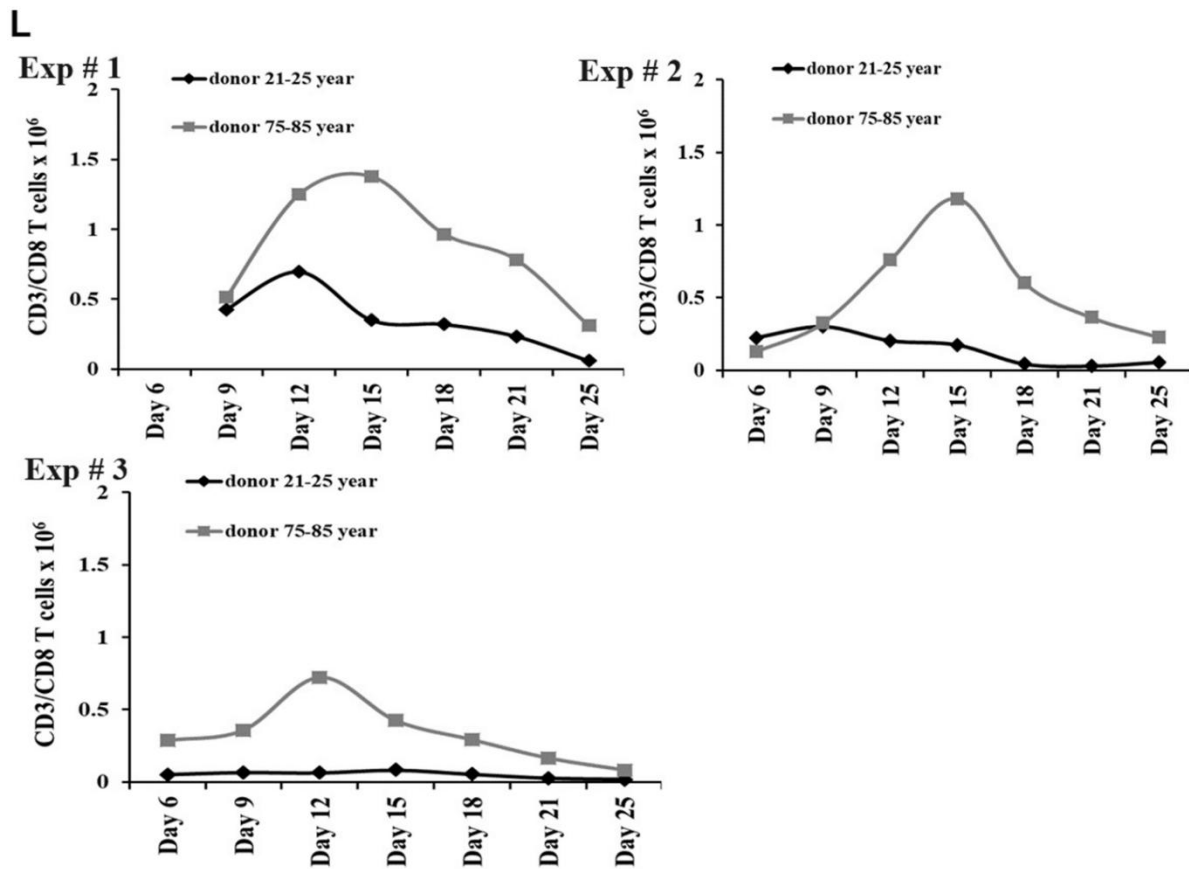 L
Exp # 1
donor 21-25 year
donor 75-85 year
CD3/CD8 T cells x 10⁶
2
1.5
1
0.5
0
Day 6
Day 9
Day 12
Day 15
Day 18
Day 21
Day 25
Exp # 2
donor 21-25 year
donor 75-85 year
CD3/CD8 T cells x 10⁶
2
1.5
1
0.5
0
Day 6
Day 9
Day 12
Day 15
Day 18
Day 21
Day 25
Exp # 3
donor 21-25 year
donor 75-85 year
CD3/CD8 T cells x 10⁶
2
1.5
1
0.5
0
Day 6
Day 9
Day 12
Day 15
Day 18
Day 21
Day 25